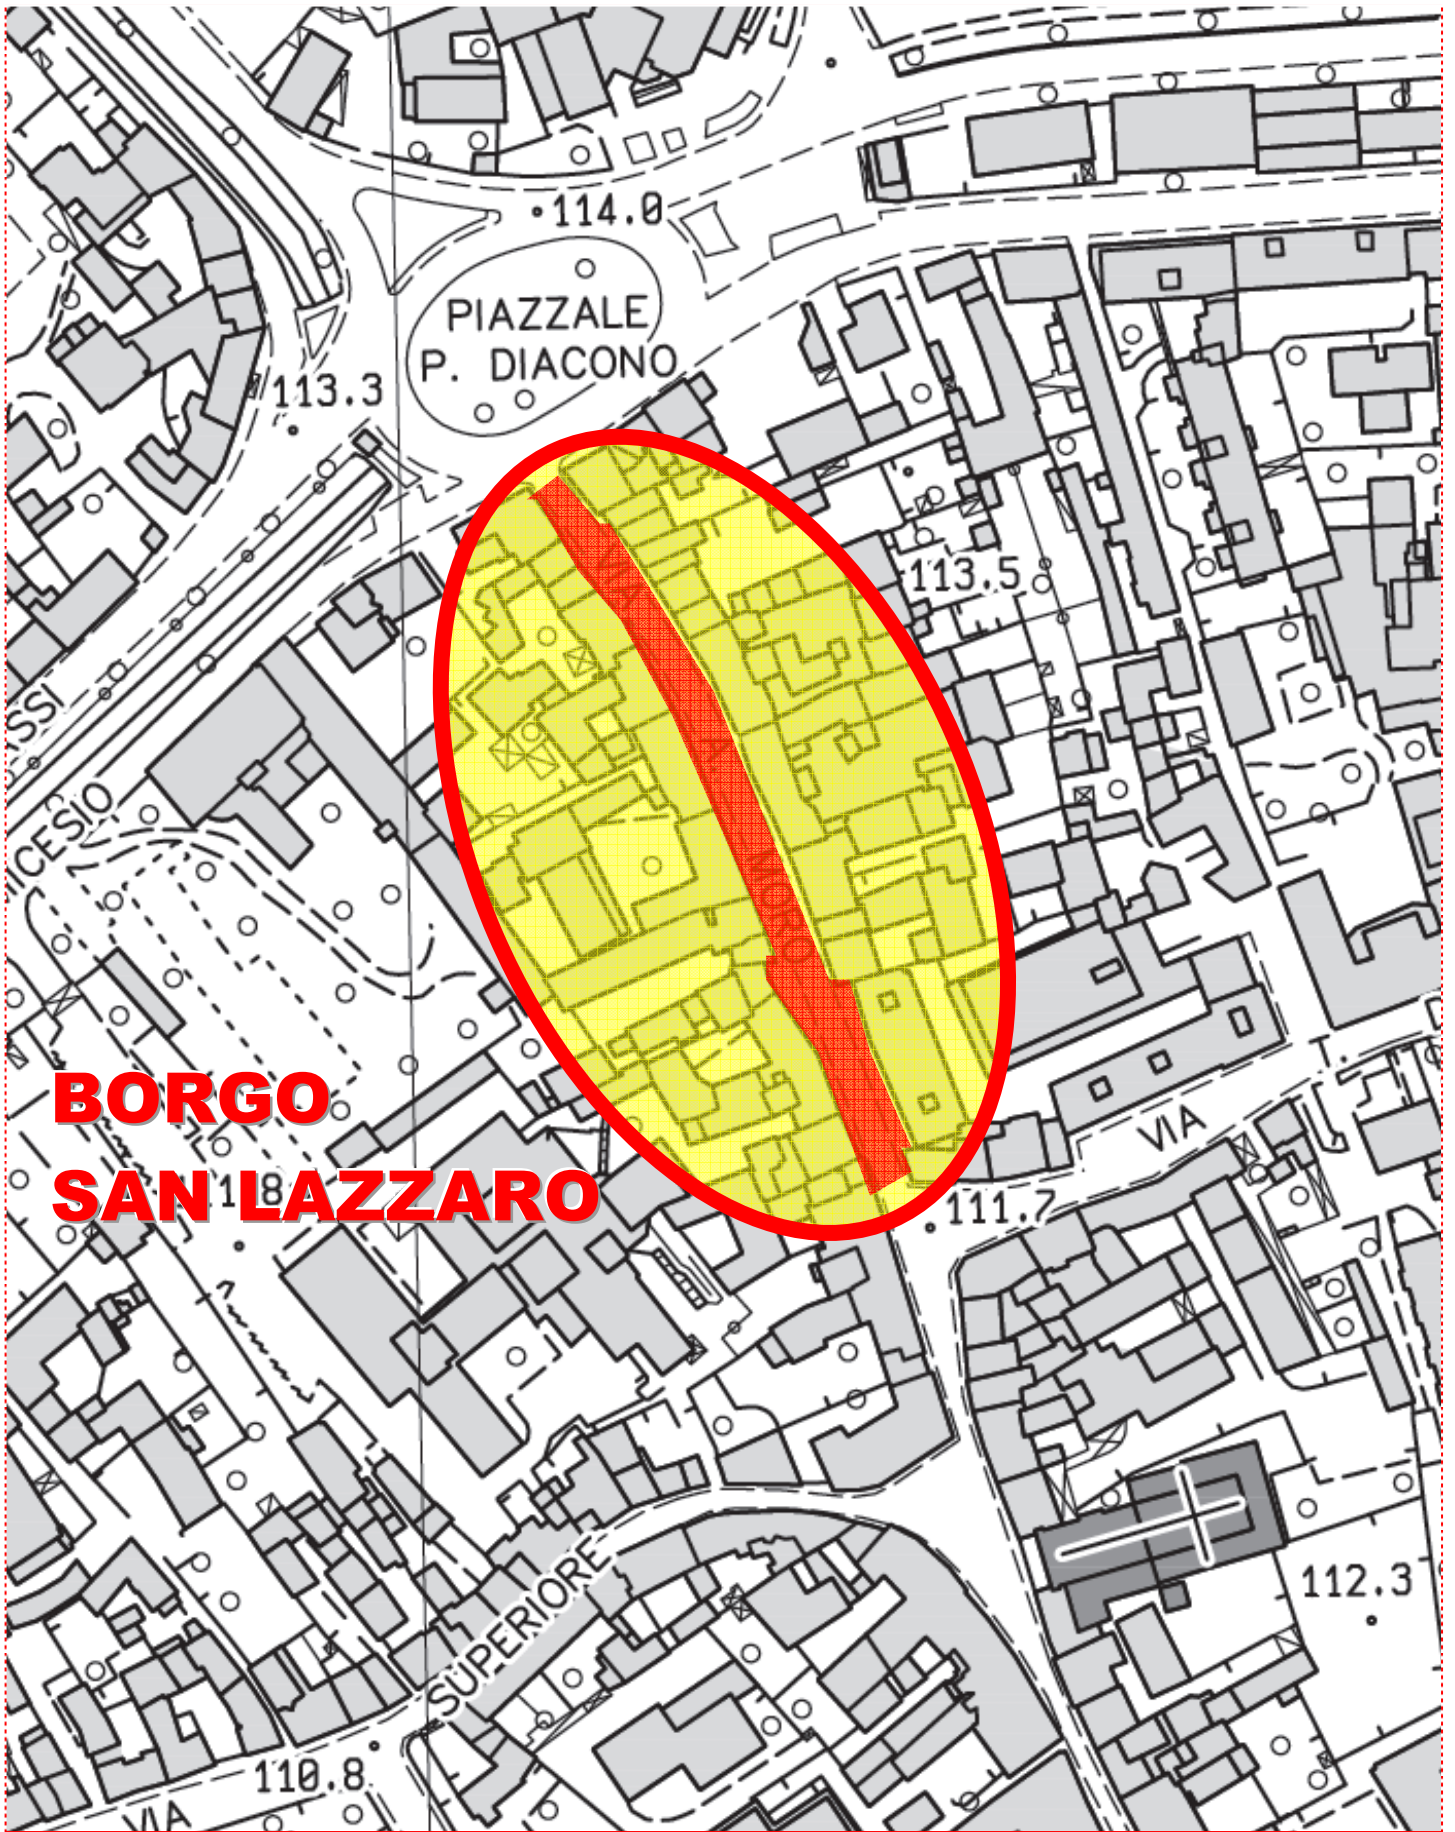 114.0
PIAZZALE
P. DIACONO
113.3
113.5
SSI
ICESIO
BORGO
SAN LAZZARO
VIA
111.7
112.3
SUPERIORE
110.8
VIA
VIA
T.